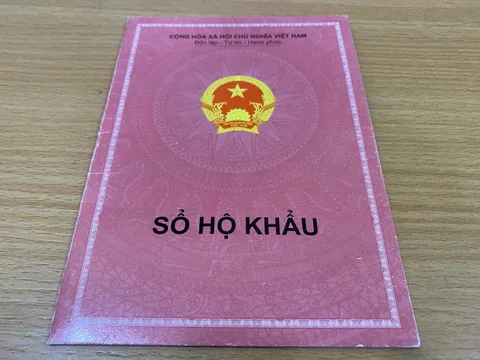 CỘNG HÒA XÃ HỘI CHỦ NGHĨA VIỆT NAM
Độc lập - Tự do - Hạnh phúc
SỔ HỘ KHẨU